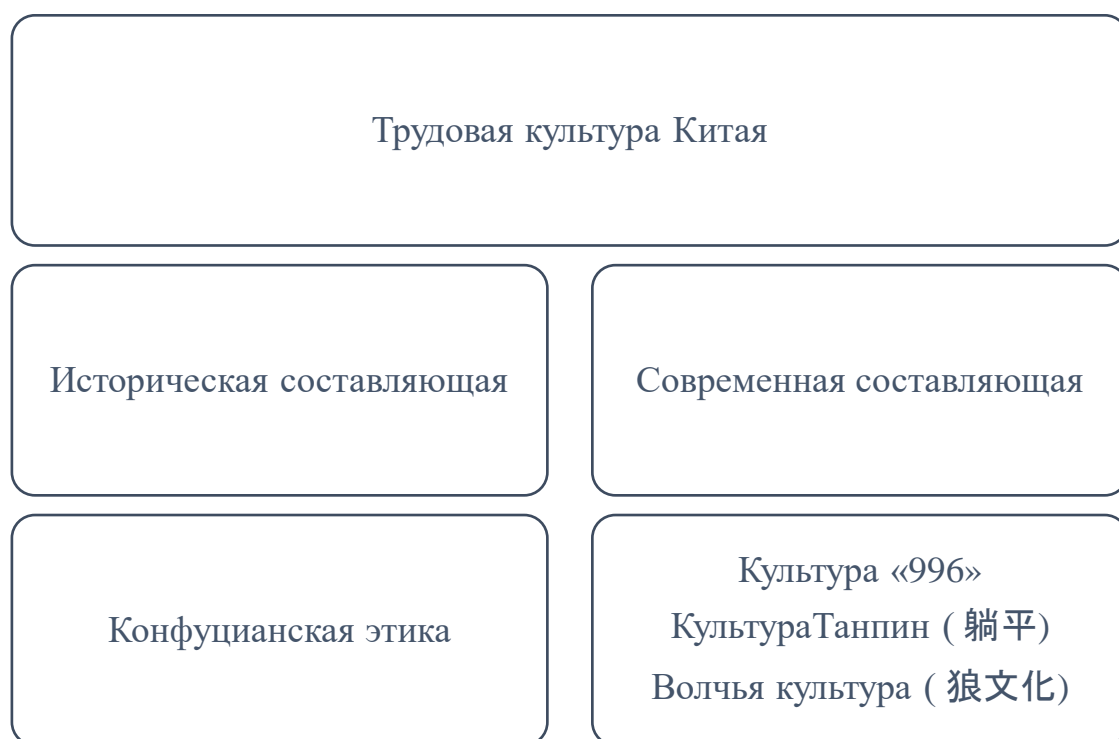 Трудовая культура Китая
Историческая составляющая
Современная составляющая
Конфуцианская этика
Культура «996»
КультураТанпин ( 躺平)
Волчья культура ( 狼文化)